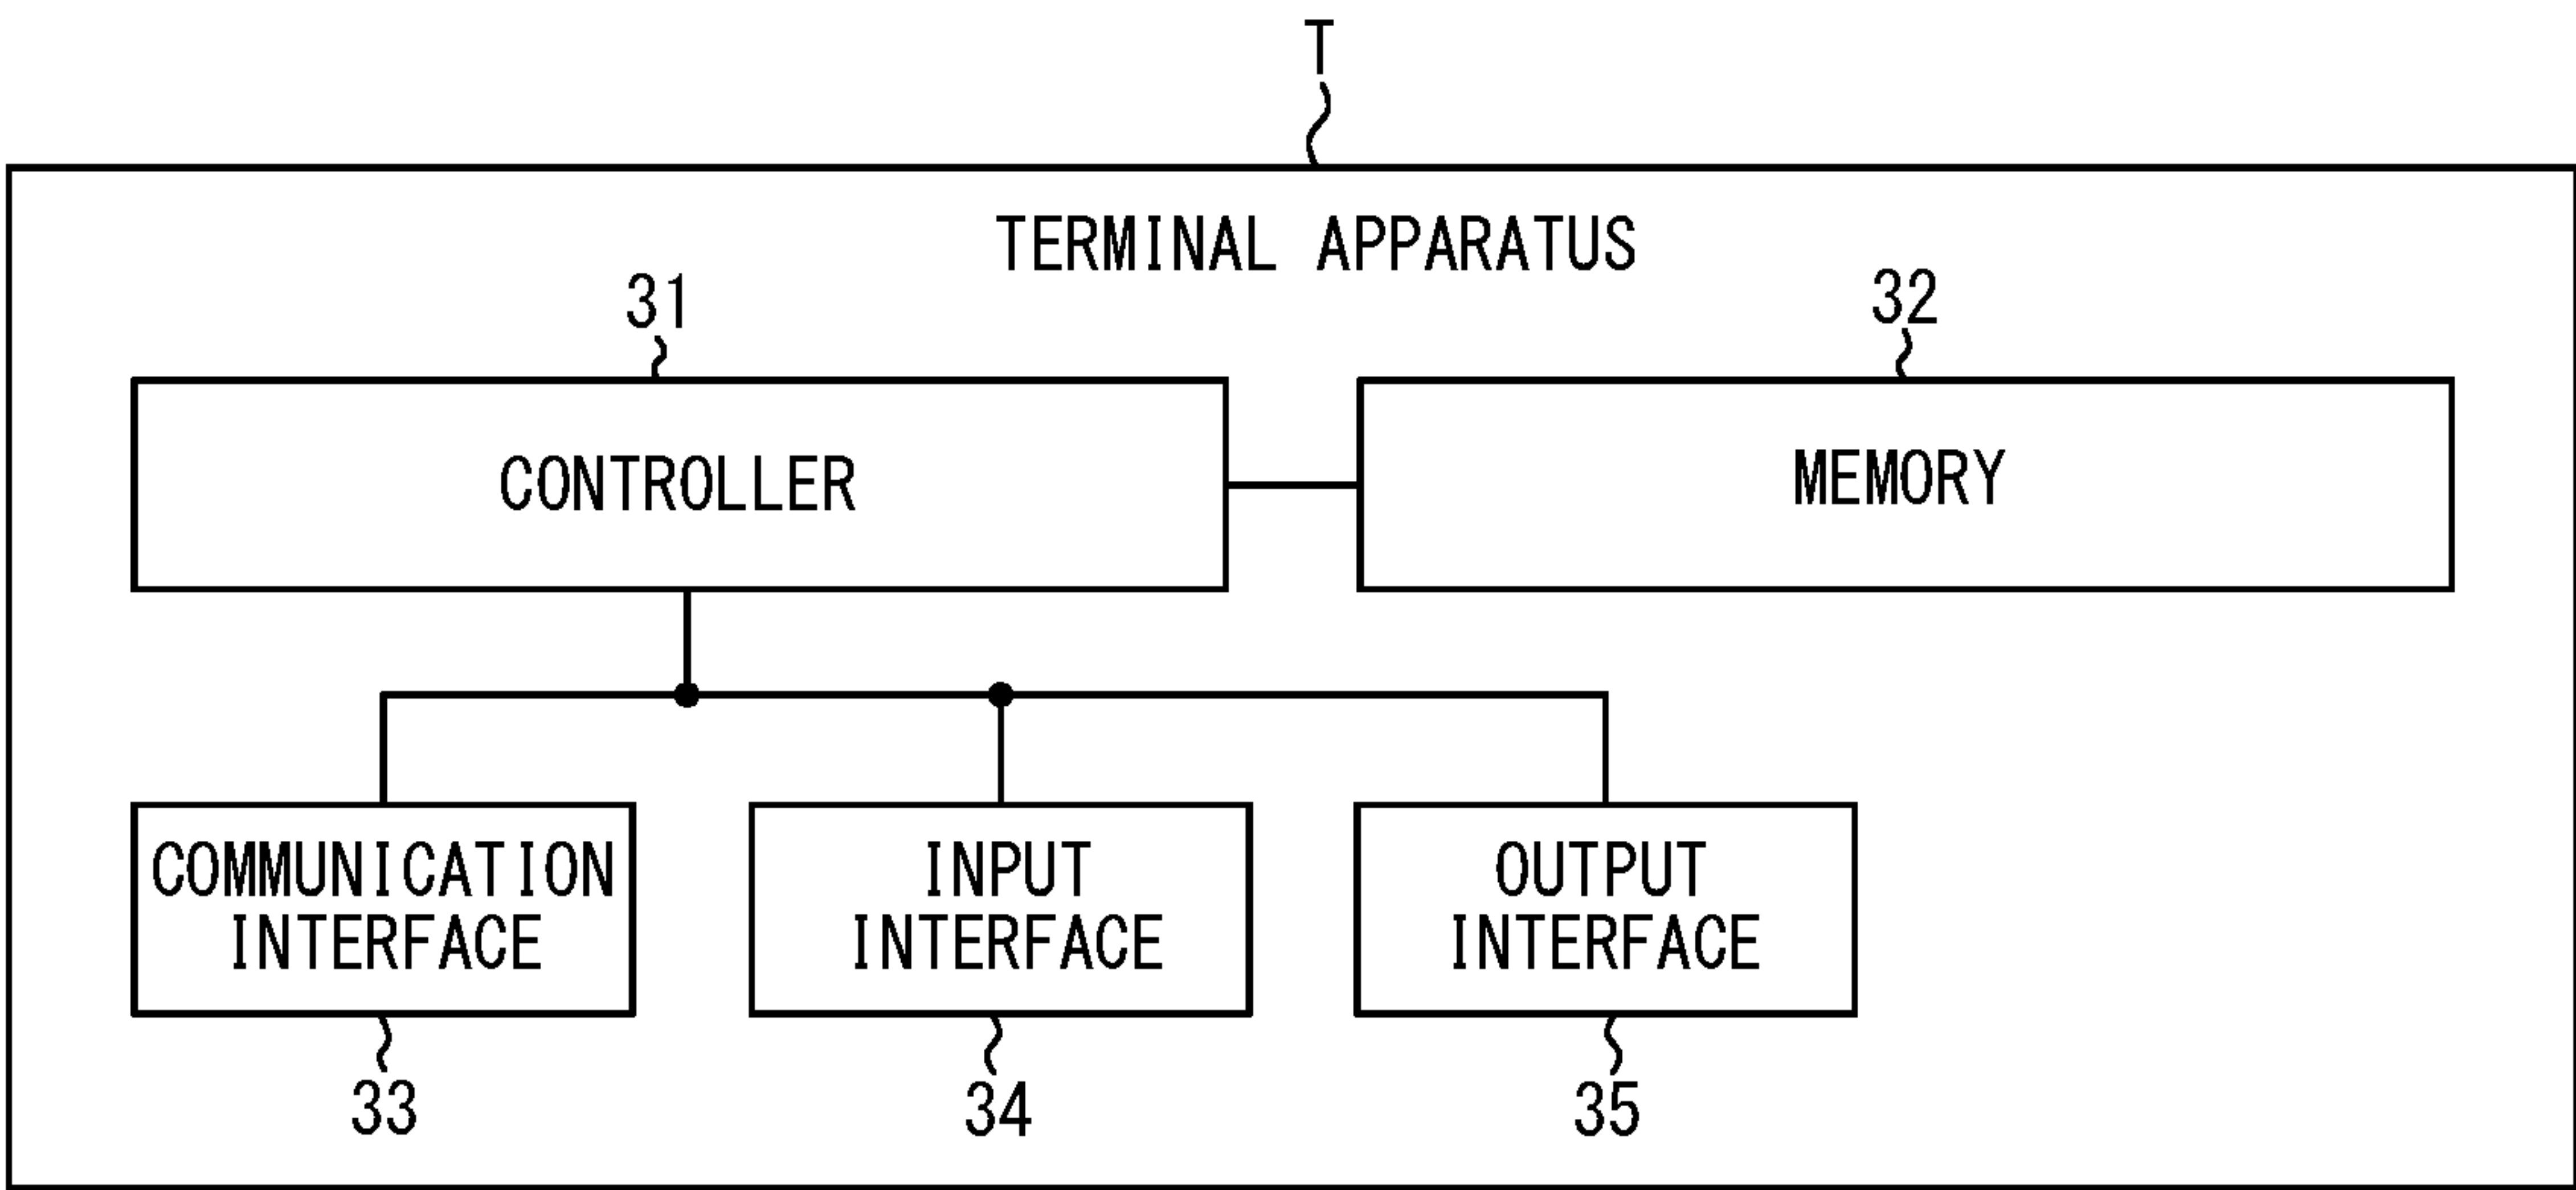 T
TERMINAL APPARATUS
31
32
CONTROLLER
MEMORY
COMMUNICATION
INTERFACE
INPUT
INTERFACE
OUTPUT
INTERFACE
33
34
35